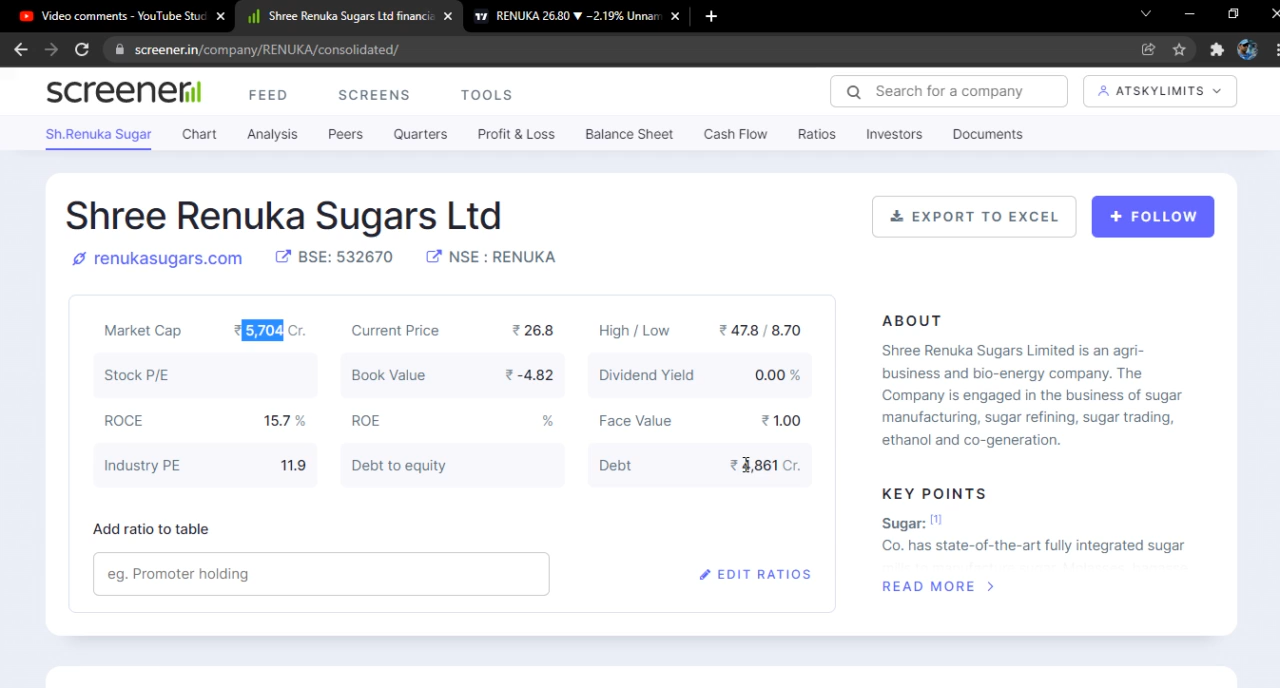 Video comments - YouTube Stud
Shree Renuka Sugars Ltd financia
RENUKA 26.80 ▼ −2.19% Unnam
screener.in/company/RENUKA/consolidated/
screener
FEED
SCREENS
TOOLS
Search for a company
ATSKYLIMITS
Sh.Renuka Sugar
Chart
Analysis
Peers
Quarters
Profit & Loss
Balance Sheet
Cash Flow
Ratios
Investors
Documents
Shree Renuka Sugars Ltd
EXPORT TO EXCEL
+ FOLLOW
renukasugars.com
BSE: 532670
NSE : RENUKA
Market Cap ₹ 5,704 Cr.
Current Price ₹ 26.8
High / Low ₹ 47.8 / 8.70
Stock P/E
Book Value ₹ -4.82
Dividend Yield 0.00 %
ROCE 15.7 %
ROE %
Face Value ₹ 1.00
Industry PE 11.9
Debt to equity
Debt ₹ ,861 Cr.
Add ratio to table
eg. Promoter holding
EDIT RATIOS
ABOUT
Shree Renuka Sugars Limited is an agri-
business and bio-energy company. The
Company is engaged in the business of sugar
manufacturing, sugar refining, sugar trading,
ethanol and co-generation.
KEY POINTS
Sugar: [1]
Co. has state-of-the-art fully integrated sugar
READ MORE